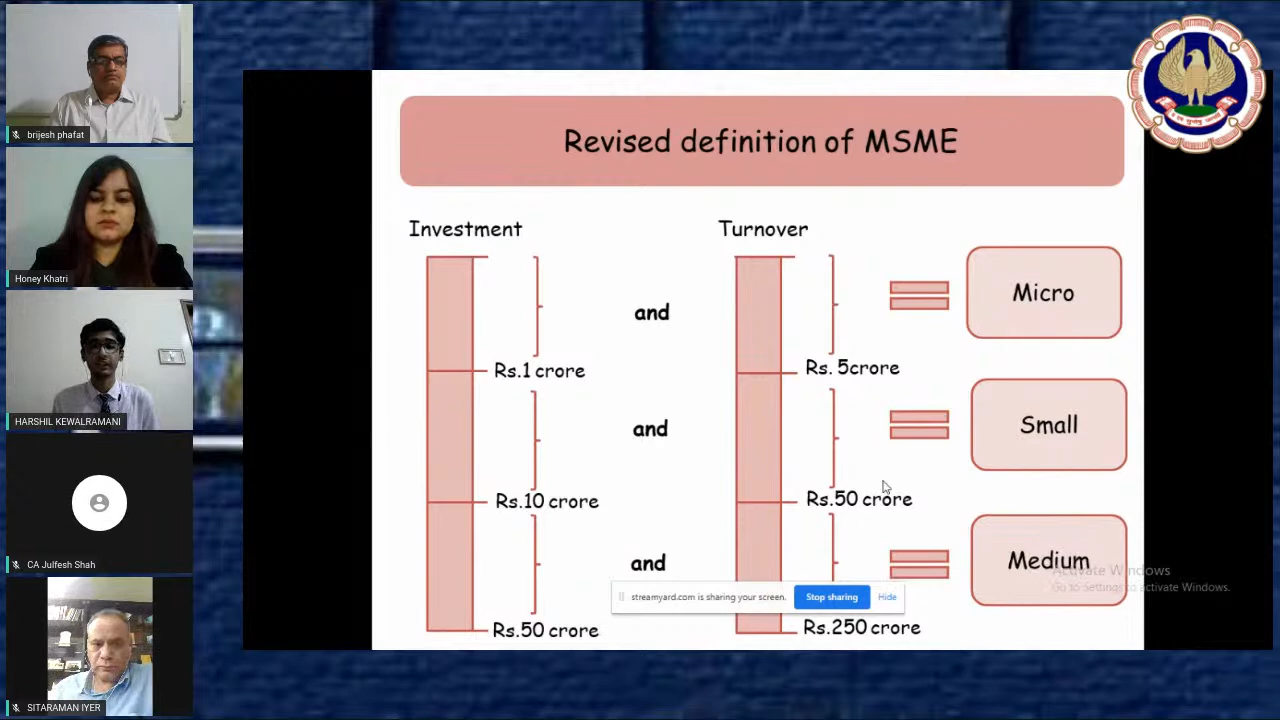 brijesh phafat
Honey Khatri
HARSHIL KEWALRAMANI
CA Julfesh Shah
SITARAMAN IYER
Revised definition of MSME
Investment
Turnover
and
Micro
Rs.1 crore
Rs. 5crore
and
Small
Rs.10 crore
Rs.50 crore
and
Medium
Activate Windows
Go to Settings to activate Windows.
streamyard.com is sharing your screen.
Stop sharing
Hide
Rs.50 crore
Rs.250 crore